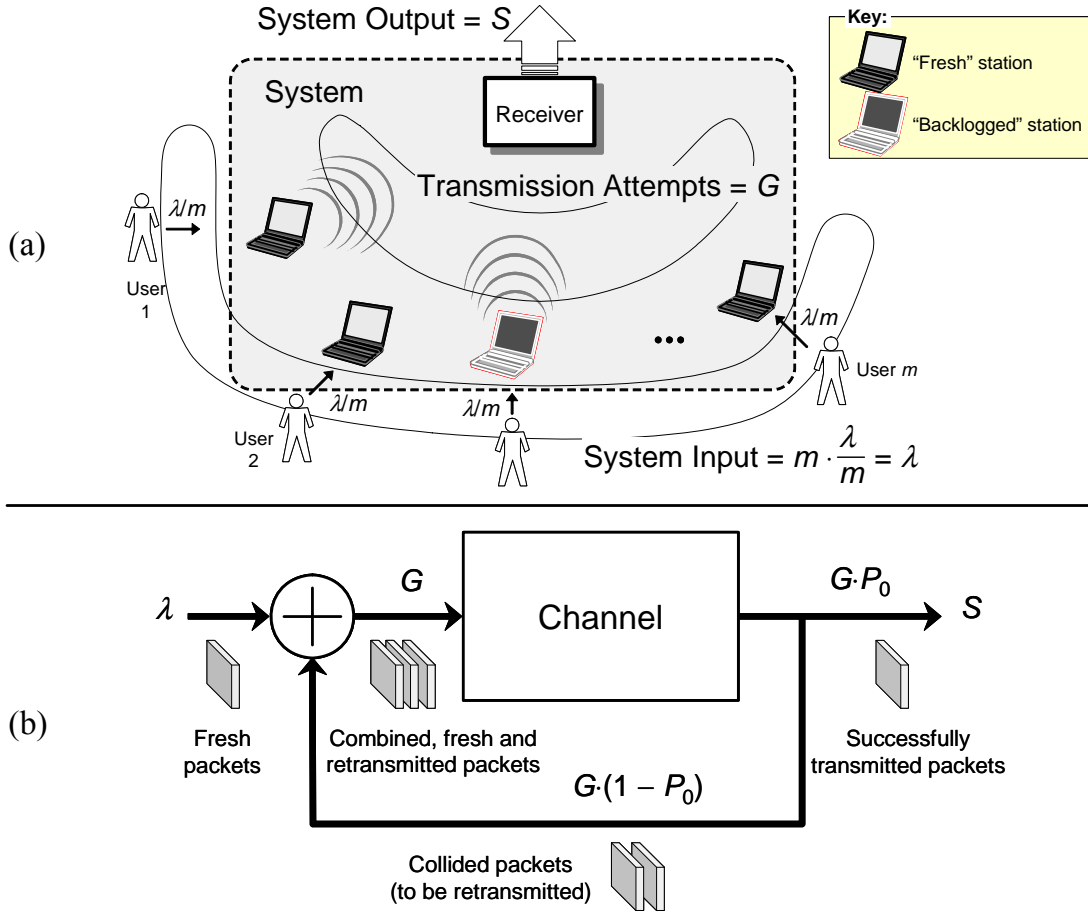 System Output = S
Key:
"Fresh" station
"Backlogged" station
System
Receiver
Transmission Attempts = G
(a)
λ/m
User
1
λ/m
User
2
λ/m
•••
λ/m
User m
System Input = m · λ/m = λ
(b)
λ
G
Channel
G·P₀
S
Fresh
packets
Combined, fresh and
retransmitted packets
Successfully
transmitted packets
G·(1 – P₀)
Collided packets
(to be retransmitted)